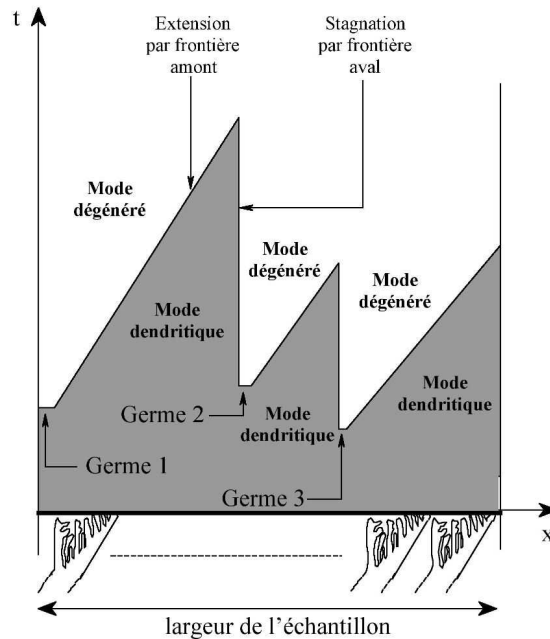 t
Extension
par frontière
amont
Stagnation
par frontière
aval
Mode
dégénéré
Mode
dégénéré
Mode
dégénéré
Mode
dendritique
Mode
dendritique
Mode
dendritique
Germe 2
Germe 1
Germe 3
x
largeur de l'échantillon